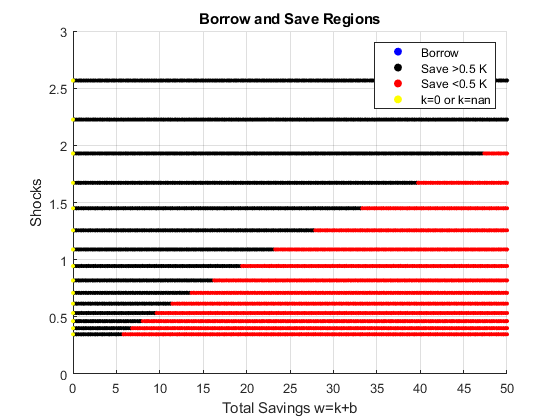 Borrow and Save Regions
3
2.5
2
1.5
1
0.5
0
Shocks
Borrow
Save >0.5 K
Save <0.5 K
k=0 or k=nan
0 5 10 15 20 25 30 35 40 45 50
Total Savings w=k+b